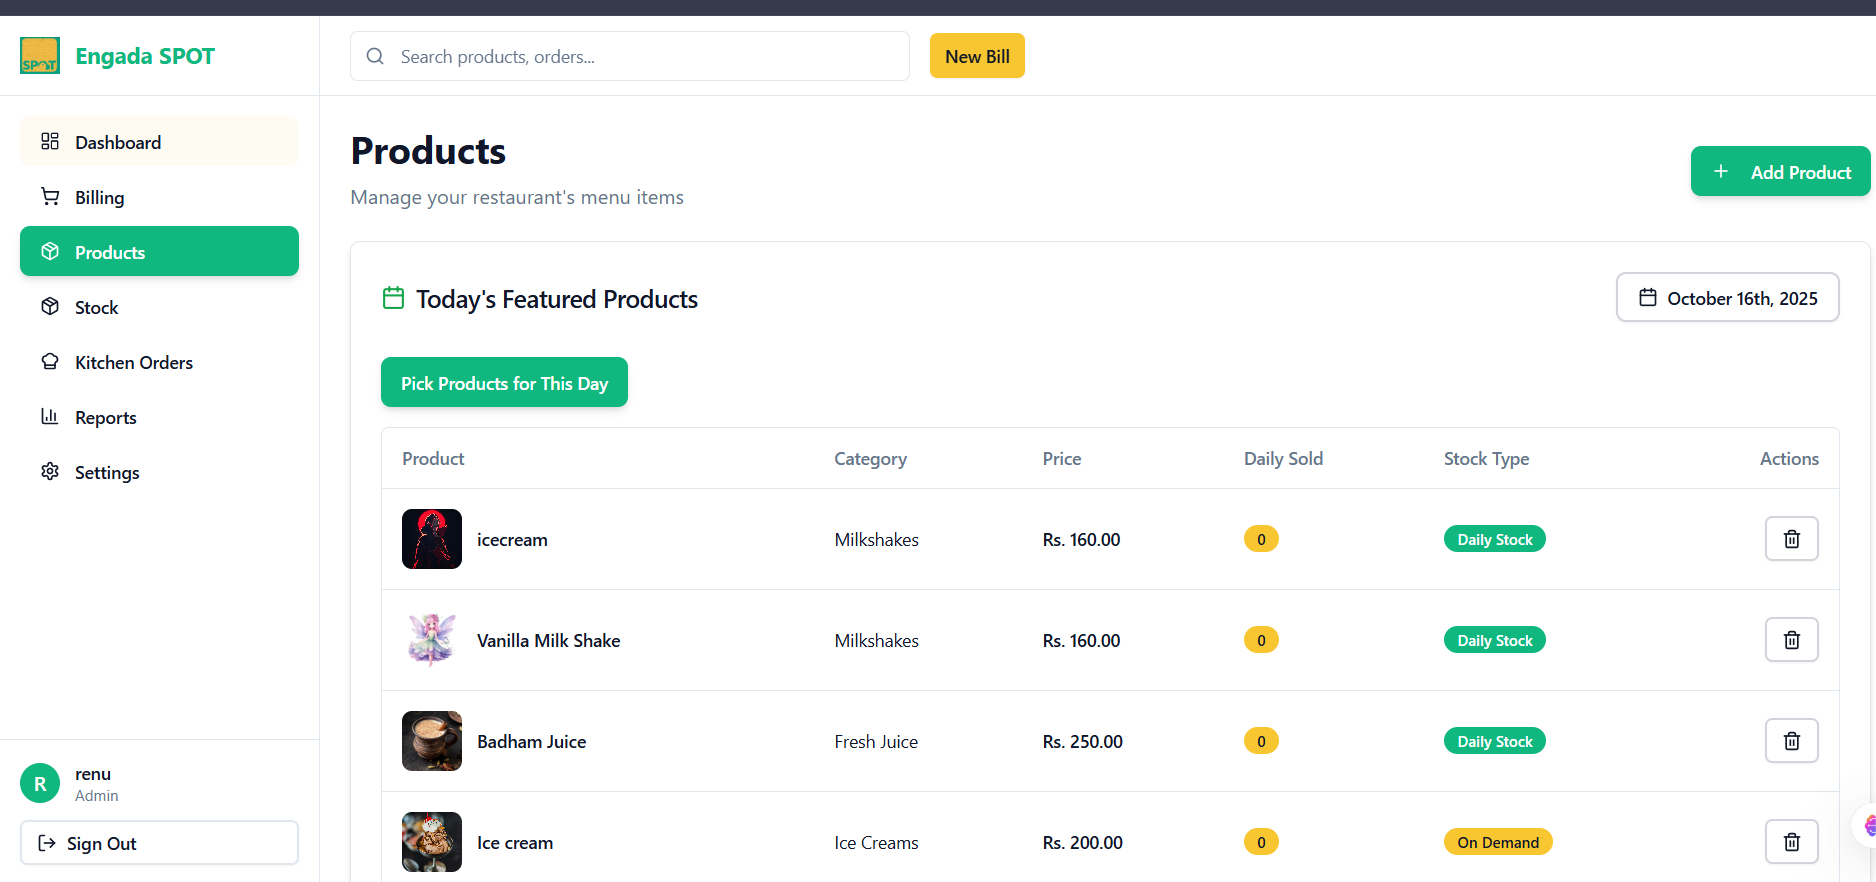 SPOT
Engada SPOT
Search products, orders...
New Bill
Dashboard
Billing
Products
Stock
Kitchen Orders
Reports
Settings
renu
R
Admin
Sign Out
Products
Manage your restaurant's menu items
Add Product
Today's Featured Products
October 16th, 2025
Pick Products for This Day
Product Category Price Daily Sold Stock Type Actions
icecream Milkshakes Rs. 160.00 0 Daily Stock
Vanilla Milk Shake Milkshakes Rs. 160.00 0 Daily Stock
Badham Juice Fresh Juice Rs. 250.00 0 Daily Stock
Ice cream Ice Creams Rs. 200.00 0 On Demand